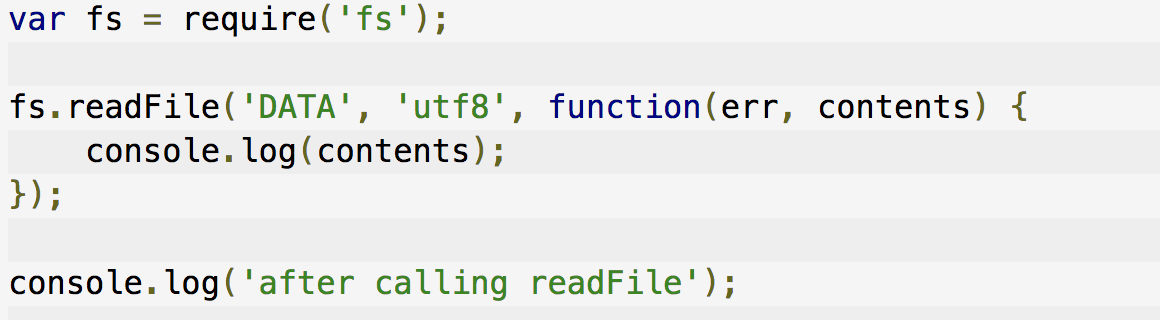 var fs = require('fs');
fs.readFile('DATA', 'utf8', function(err, contents) {
    console.log(contents);
});
console.log('after calling readFile');